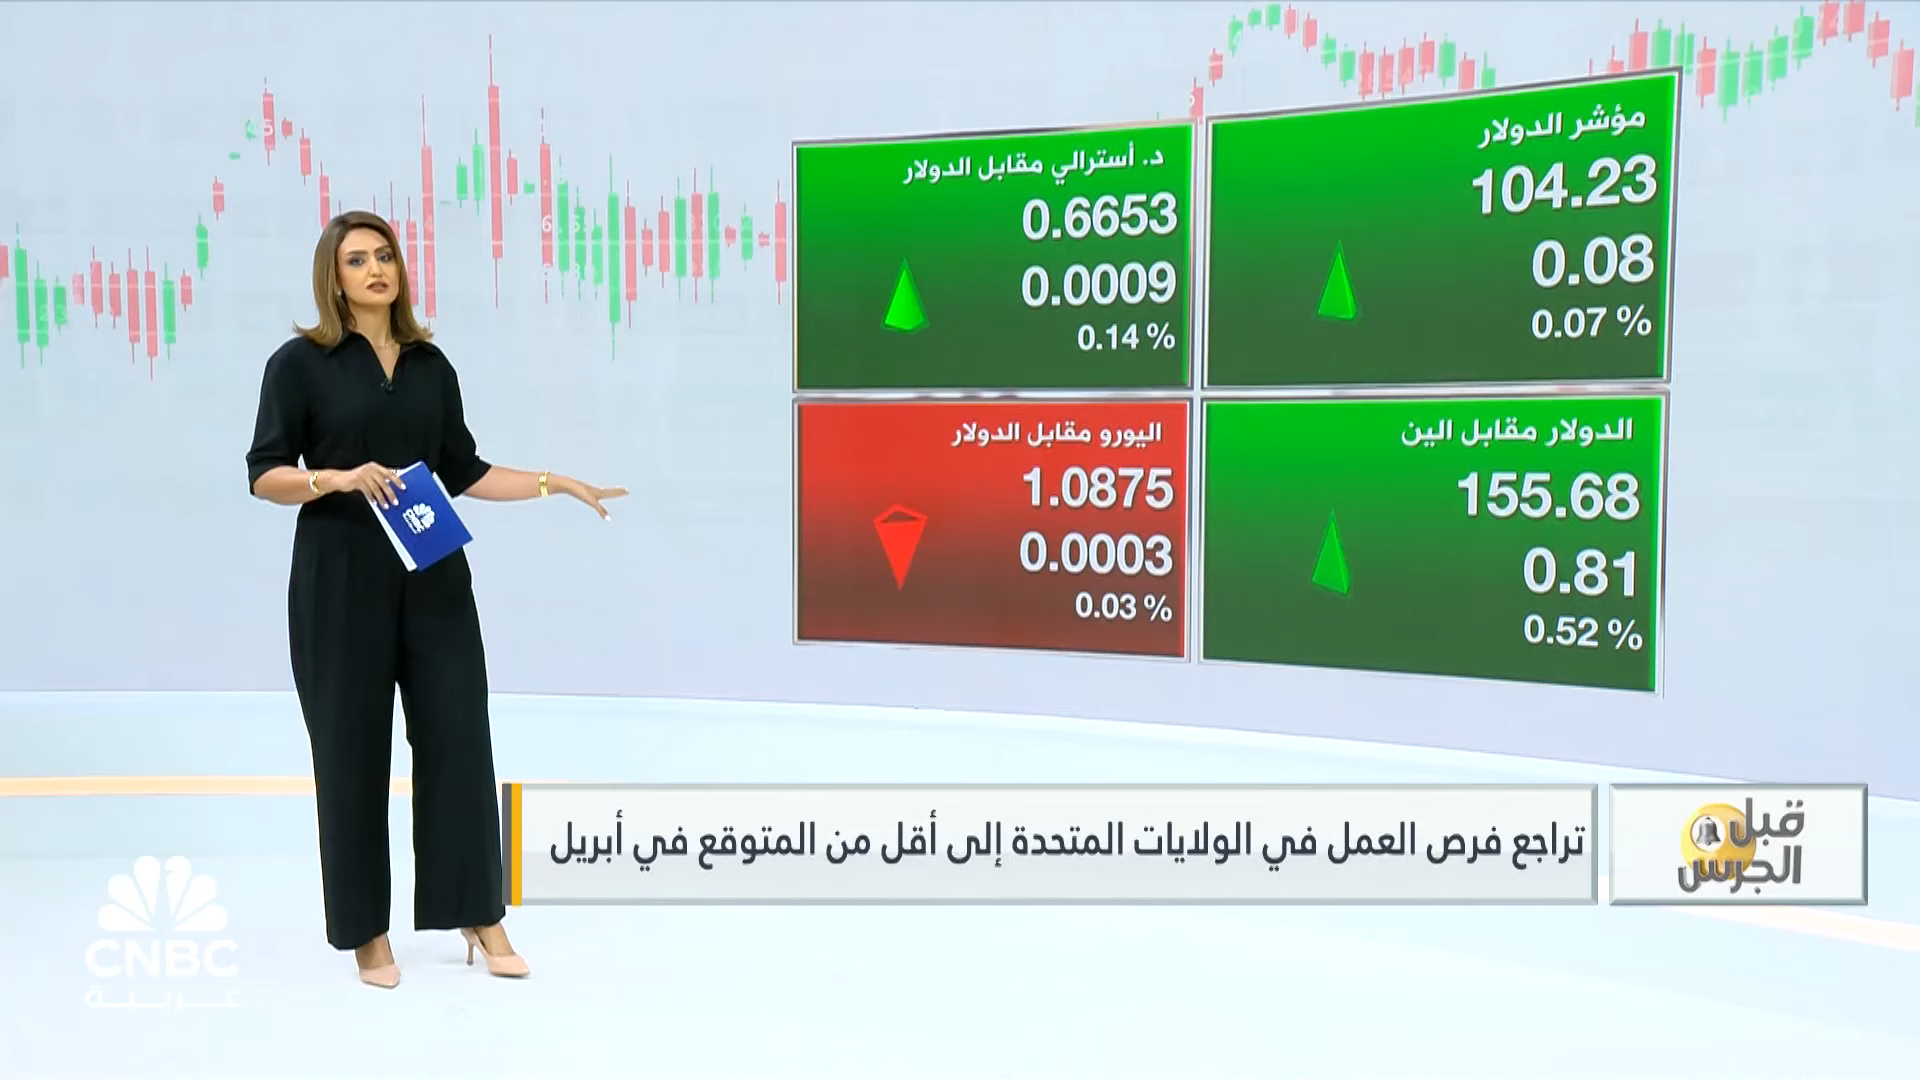 مؤشر الدولار
104.23
0.08
0.07 %
د. أسترالي مقابل الدولار
0.6653
0.0009
0.14 %
الدولار مقابل الين
155.68
0.81
0.52 %
اليورو مقابل الدولار
1.0875
0.0003
0.03 %
قبل
الجرس
تراجع فرص العمل في الولايات المتحدة إلى أقل من المتوقع في أبريل
CNBC
عربية